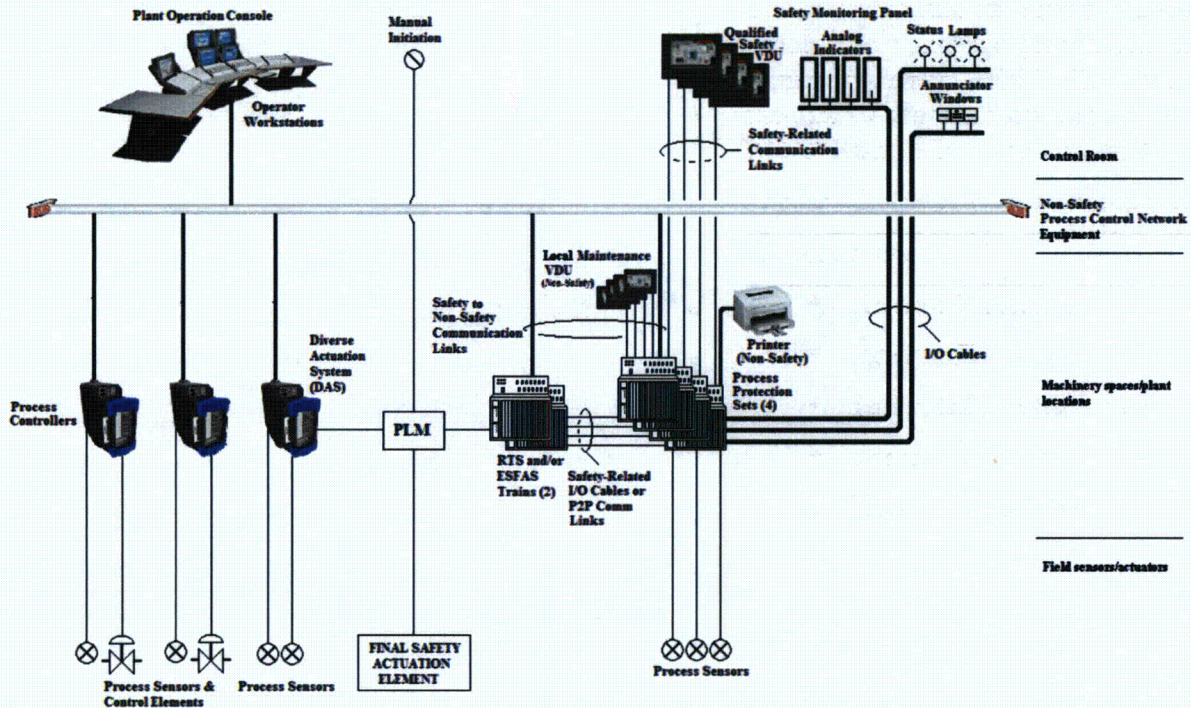 Plant Operation Console
Operator
Workstations
Manual
Initiation
Qualified
Safety
VDU
Safety Monitoring Panel
Analog
Indicators
Status Lamps
Annunciator
Windows
Safety-Related
Communication
Links
Control Room
Non-Safety
Process Control Network
Equipment
Local Maintenance
VDU
(Non-Safety)
Safety to
Non-Safety
Communication
Links
Printer
(Non-Safety)
I/O Cables
Diverse
Actuation
System
(DAS)
Process
Controllers
PLM
Process
Protection
Sets (4)
Machinery spaces/plant
locations
RTS and/or
ESFAS
Trains (2)
Safety-Related
I/O Cables or
P2P Comm
Links
Field sensors/actuators
Process Sensors &
Control Elements
Process Sensors
FINAL SAFETY
ACTUATION
ELEMENT
Process Sensors